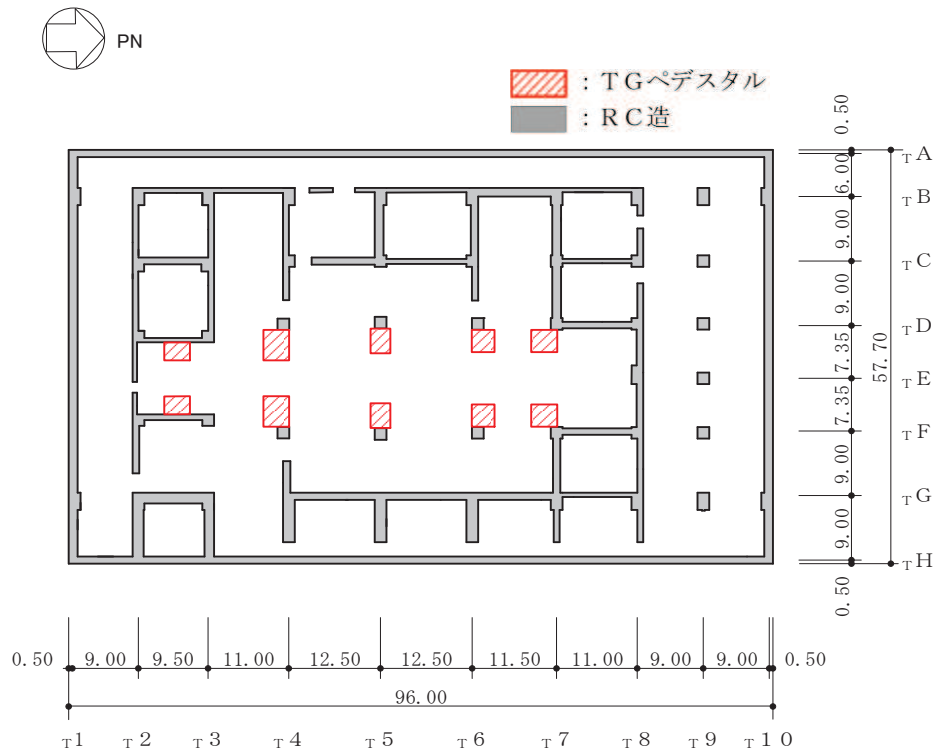 PN
：ＴＧペデスタル
：ＲＣ造
0.50
6.00
9.00
9.00
7.35
7.35
9.00
9.00
0.50
57.70
TA
TB
TC
TD
TE
TF
TG
TH
0.50 9.00 9.50 11.00 12.50 12.50 11.50 11.00 9.00 9.00 0.50
96.00
T1 T2 T3 T4 T5 T6 T7 T8 T9 T10